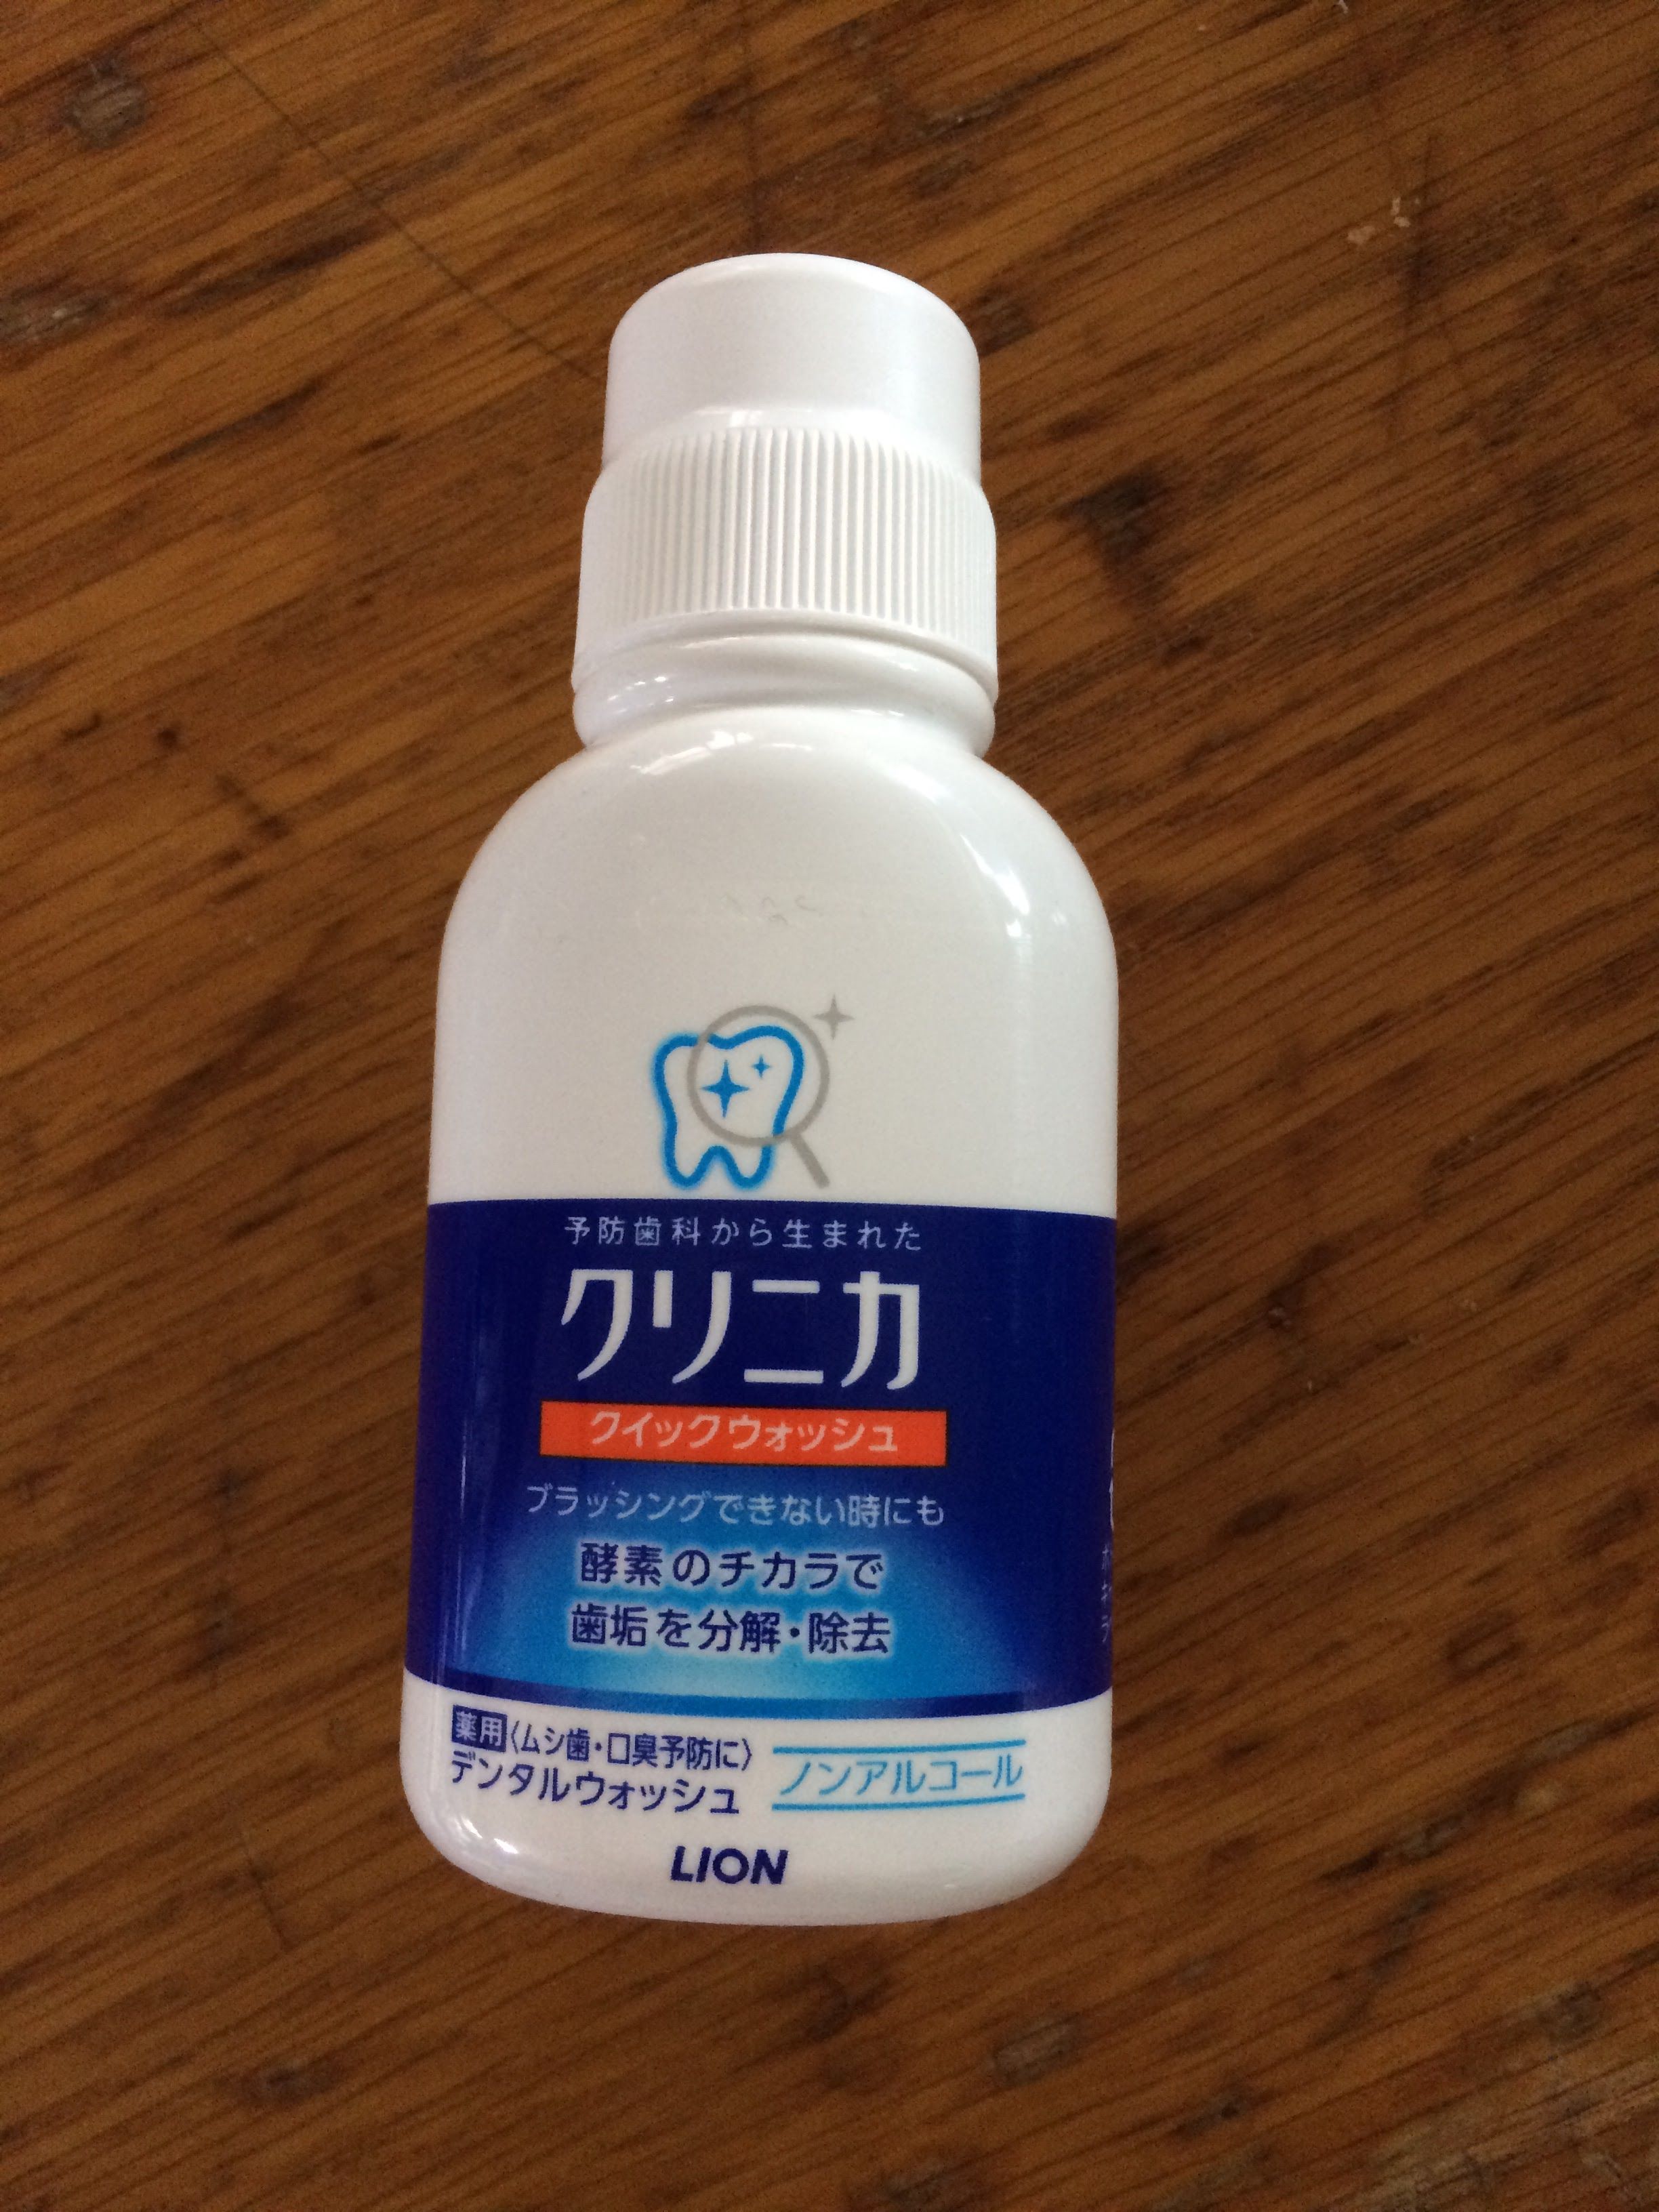 予防歯科から生まれた
クリニカ
クイックウォッシュ
ブラッシングできない時にも
酵素のチカラで
歯垢を分解・除去
薬用〈ムシ歯・口臭予防に〉
デンタルウォッシュ
ノンアルコール
LION